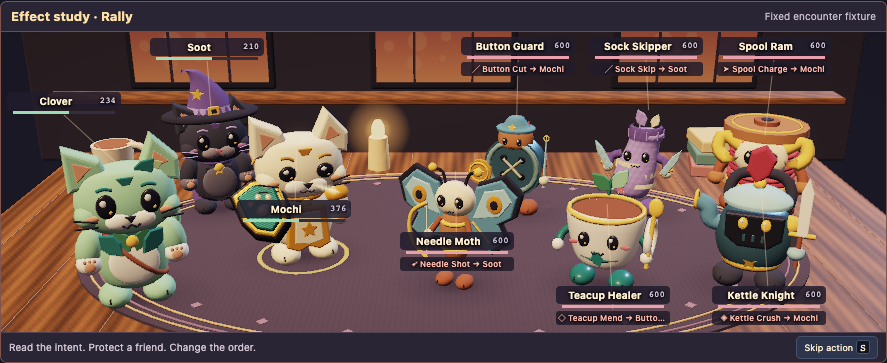 Effect study · Rally
Fixed encounter fixture
Soot 210
Button Guard 600
Button Cut → Mochi
Sock Skipper 600
Sock Skip → Soot
Spool Ram 600
Spool Charge → Mochi
Clover 234
Mochi 376
Needle Moth 600
Needle Shot → Soot
Teacup Healer 600
Teacup Mend → Butto...
Kettle Knight 600
Kettle Crush → Mochi
Read the intent. Protect a friend. Change the order.
Skip action S